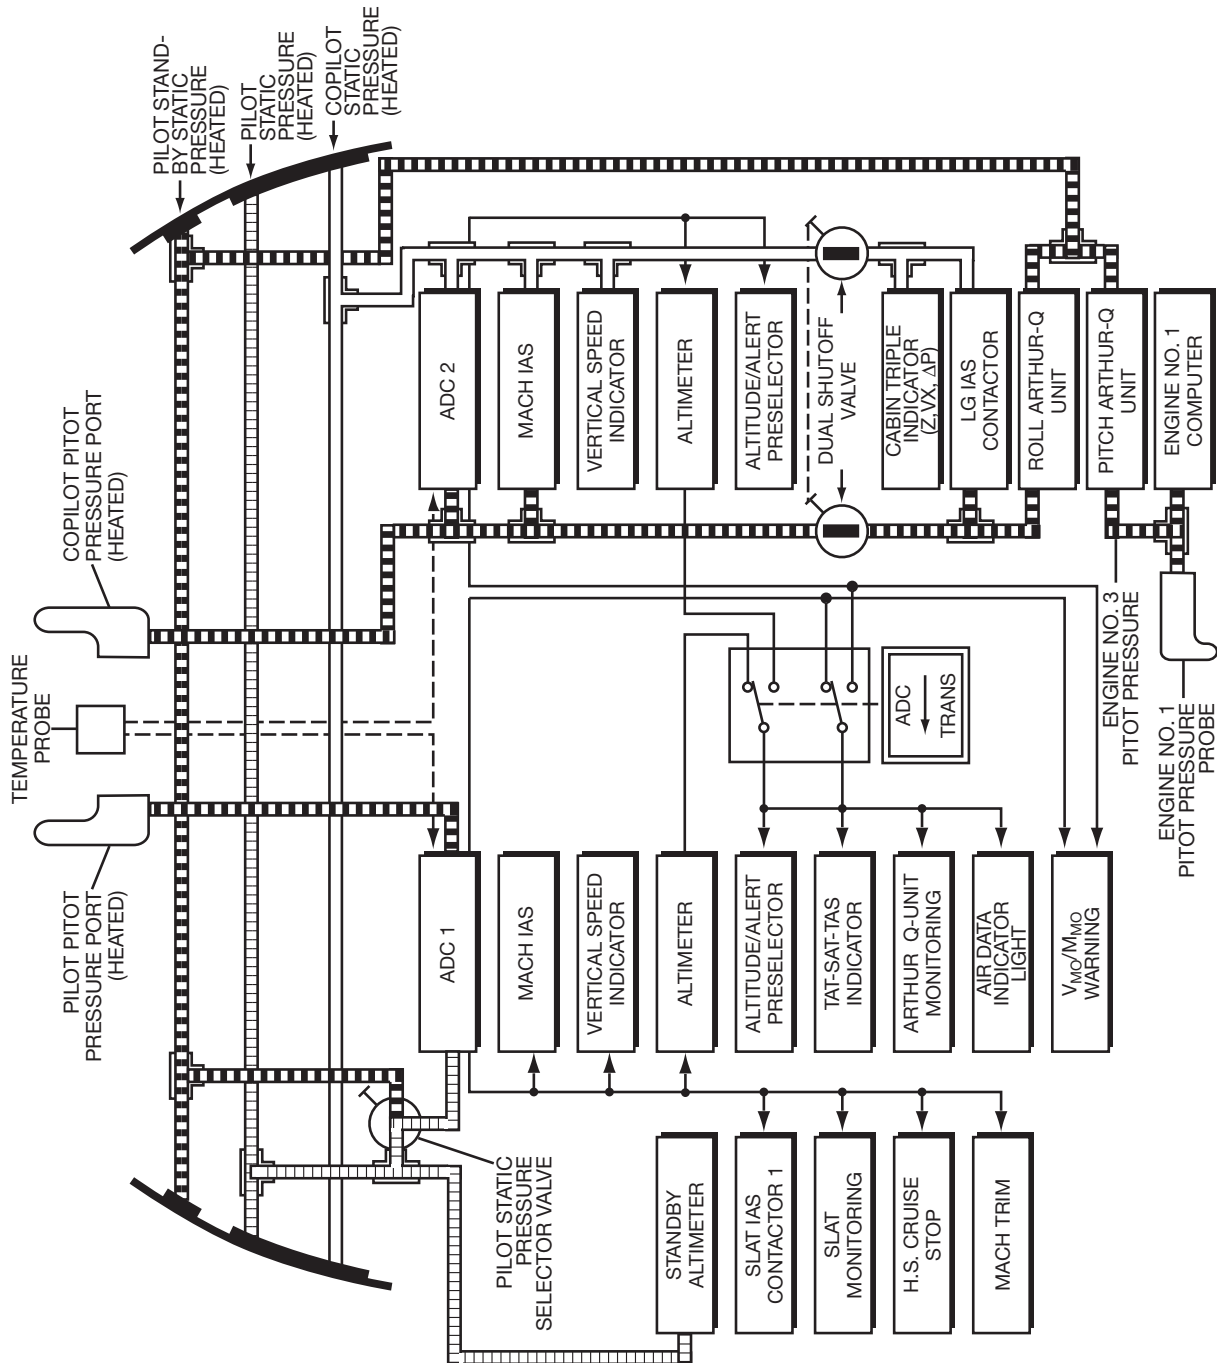 PILOT STAND-
BY STATIC
PRESSURE
(HEATED)
PILOT
STATIC
PRESSURE
(HEATED)
COPILOT
STATIC
PRESSURE
(HEATED)
COPILOT PITOT
PRESSURE PORT
(HEATED)
TEMPERATURE
PROBE
PILOT PITOT
PRESSURE PORT
(HEATED)
ADC 2
MACH IAS
VERTICAL SPEED
INDICATOR
ALTIMETER
ALTITUDE/ALERT
PRESELECTOR
DUAL SHUTOFF
VALVE
CABIN TRIPLE
INDICATOR
(Z,VX, ΔP)
LG IAS
CONTACTOR
ROLL ARTHUR-Q
UNIT
PITCH ARTHUR-Q
UNIT
ENGINE NO. 1
COMPUTER
ADC
TRANS
ENGINE NO. 3
PITOT PRESSURE
ENGINE NO. 1
PITOT PRESSURE
PROBE
ADC 1
MACH IAS
VERTICAL SPEED
INDICATOR
ALTIMETER
ALTITUDE/ALERT
PRESELECTOR
TAT-SAT-TAS
INDICATOR
ARTHUR Q-UNIT
MONITORING
AIR DATA
INDICATOR
LIGHT
VMO/MMO
WARNING
PILOT STATIC
PRESSURE
SELECTOR VALVE
STANDBY
ALTIMETER
SLAT IAS
CONTACTOR 1
SLAT
MONITORING
H.S. CRUISE
STOP
MACH TRIM